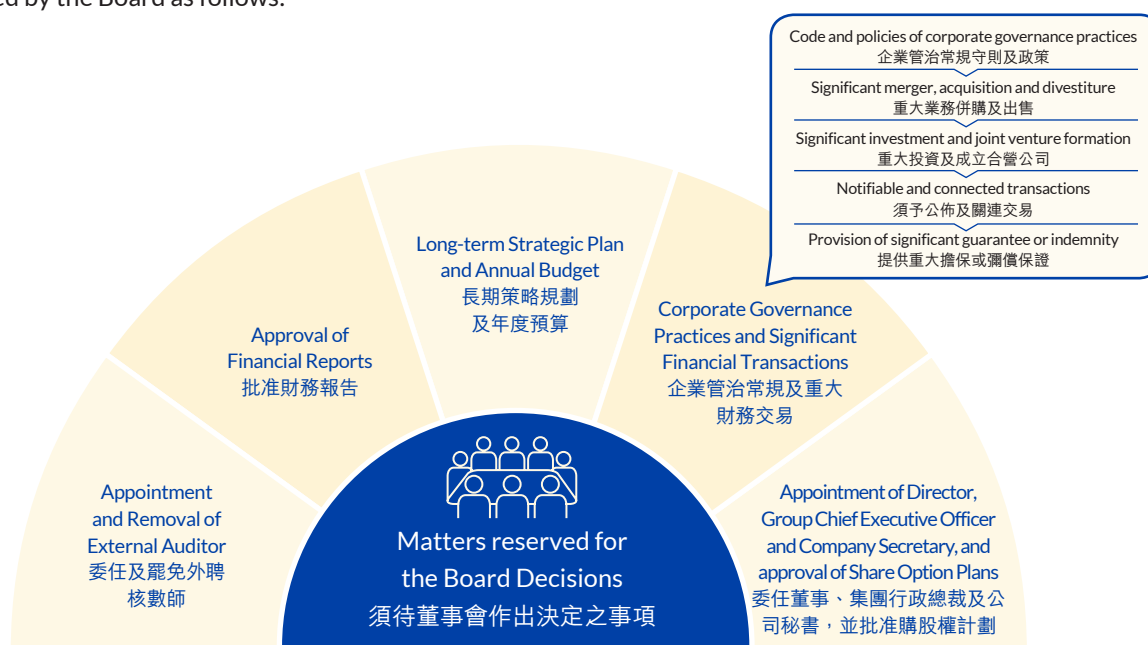 ed by the Board as follows:
Code and policies of corporate governance practices
企業管治常規守則及政策
Significant merger, acquisition and divestiture
重大業務併購及出售
Significant investment and joint venture formation
重大投資及成立合營公司
Notifiable and connected transactions
須予公佈及關連交易
Provision of significant guarantee or indemnity
提供重大擔保或彌償保證
Appointment
and Removal of
External Auditor
委任及罷免外聘
核數師
Approval of
Financial Reports
批准財務報告
Long-term Strategic Plan
and Annual Budget
長期策略規劃
及年度預算
Corporate Governance
Practices and Significant
Financial Transactions
企業管治常規及重大
財務交易
Appointment of Director,
Group Chief Executive Officer
and Company Secretary, and
approval of Share Option Plans
委任董事、集團行政總裁及公
司秘書，並批准購股權計劃
Matters reserved for
the Board Decisions
須待董事會作出決定之事項